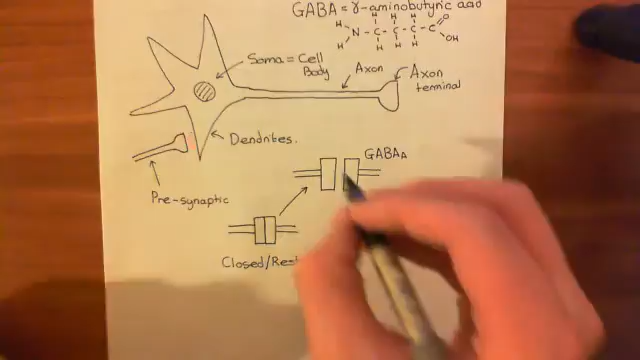 GABA = γ-aminobutyric acid
H H H H O
N - C - C - C - C
H H H H OH
Soma = Cell
Body
Axon
Axon
terminal
Dendrites.
GABAA
Pre-synaptic
Closed/Rest